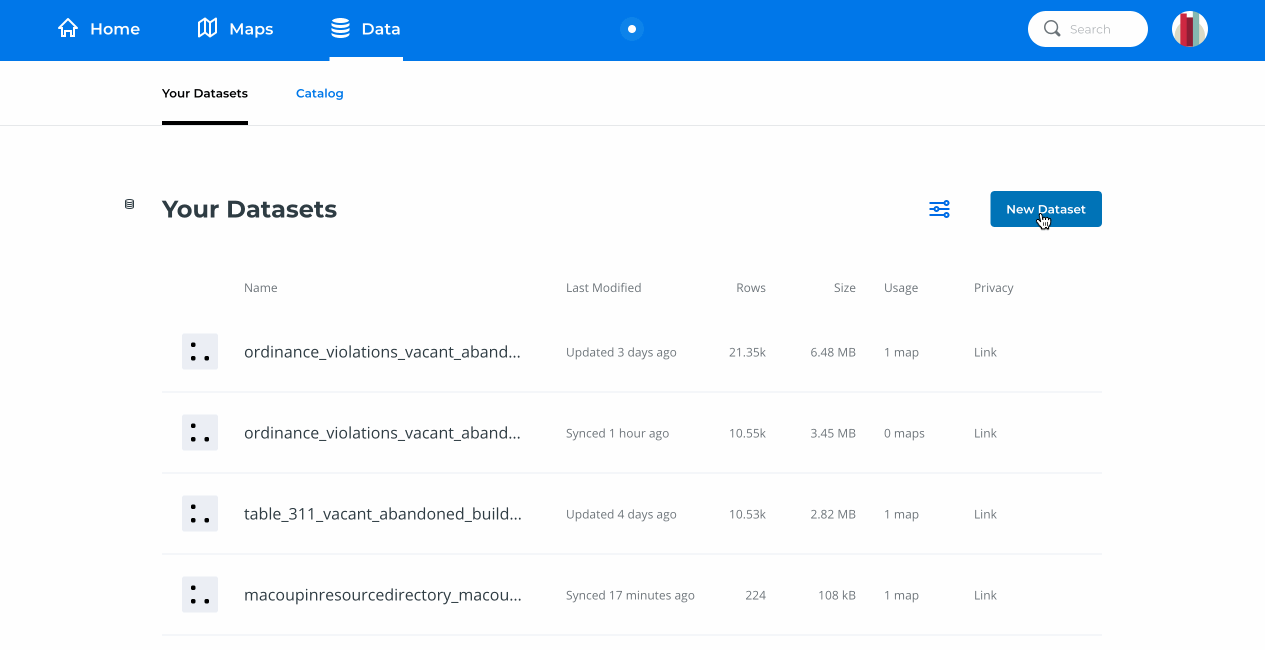 Home Maps Data Search
Your Datasets Catalog
Your Datasets New Dataset
Name Last Modified Rows Size Usage Privacy
ordinance_violations_vacant_aband... Updated 3 days ago 21.35k 6.48 MB 1 map Link
ordinance_violations_vacant_aband... Synced 1 hour ago 10.55k 3.45 MB 0 maps Link
table_311_vacant_abandoned_build... Updated 4 days ago 10.53k 2.82 MB 1 map Link
macoupinresourcedirectory_macou... Synced 17 minutes ago 224 108 kB 1 map Link